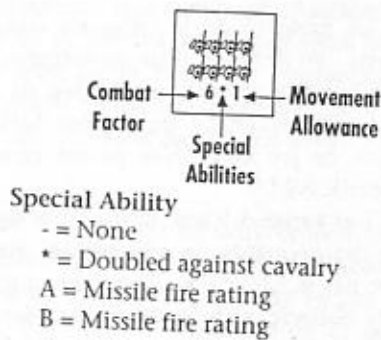 Combat Factor
6 * 1
Movement Allowance
Special Abilities
Special Ability
- = None
* = Doubled against cavalry
A = Missile fire rating
B = Missile fire rating